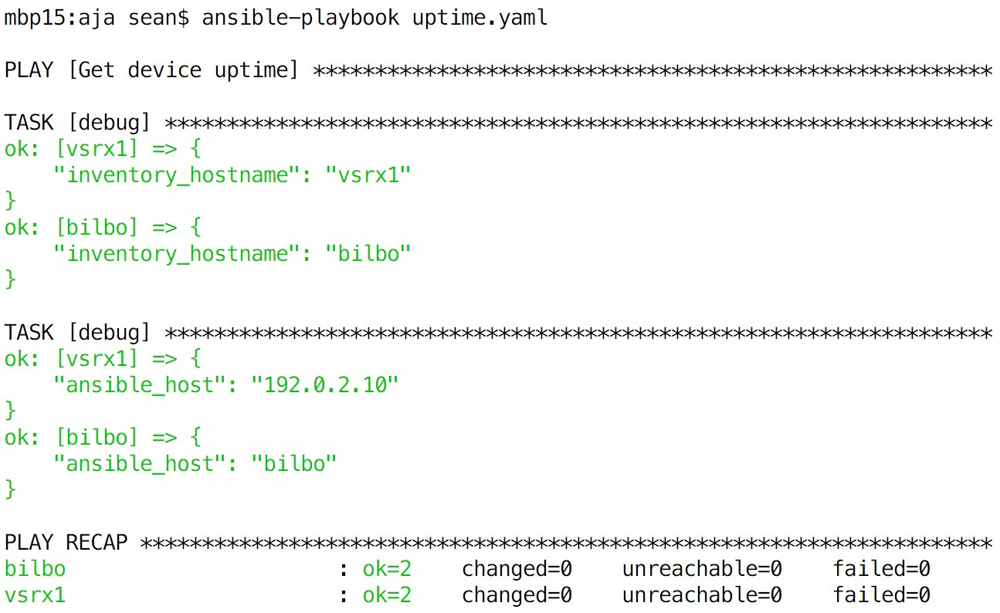 mbp15:aja sean$ ansible-playbook uptime.yaml
PLAY [Get device uptime] *******************************************************
TASK [debug] *******************************************************************
ok: [vsrx1] => {
    "inventory_hostname": "vsrx1"
}
ok: [bilbo] => {
    "inventory_hostname": "bilbo"
}
TASK [debug] *******************************************************************
ok: [vsrx1] => {
    "ansible_host": "192.0.2.10"
}
ok: [bilbo] => {
    "ansible_host": "bilbo"
}
PLAY RECAP *********************************************************************
bilbo                      : ok=2    changed=0    unreachable=0    failed=0
vsrx1                      : ok=2    changed=0    unreachable=0    failed=0